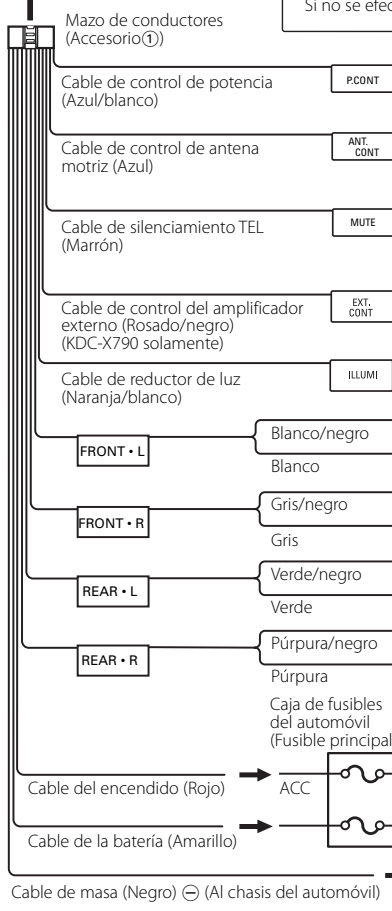 Mazo de conductores
(Accesorio①)
Si no se efec
Cable de control de potencia
(Azul/blanco)
P.CONT
Cable de control de antena
motriz (Azul)
ANT.
CONT
Cable de silenciamiento TEL
(Marrón)
MUTE
Cable de control del amplificador
externo (Rosado/negro)
(KDC-X790 solamente)
EXT.
CONT
Cable de reductor de luz
(Naranja/blanco)
ILLUMI
FRONT • L
Blanco/negro
Blanco
FRONT • R
Gris/negro
Gris
REAR • L
Verde/negro
Verde
REAR • R
Púrpura/negro
Púrpura
Caja de fusibles
del automóvil
(Fusible principal
Cable del encendido (Rojo)
ACC
Cable de la batería (Amarillo)
Cable de masa (Negro) ⊖ (Al chasis del automóvil)